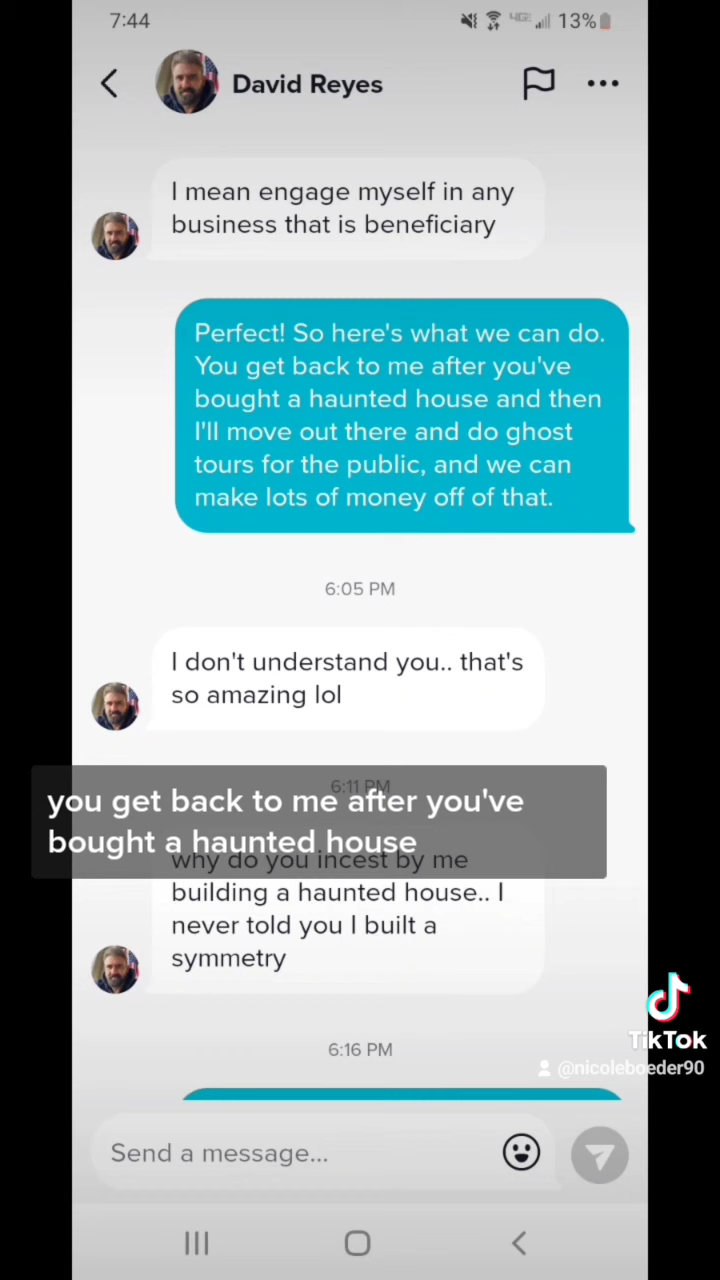 7:44
4GE
13%
David Reyes
I mean engage myself in any
business that is beneficiary
Perfect! So here's what we can do.
You get back to me after you've
bought a haunted house and then
I'll move out there and do ghost
tours for the public, and we can
make lots of money off of that.
6:05 PM
I don't understand you.. that's
so amazing lol
6:11 PM
you get back to me after you've
bought a haunted house
why do you incest by me
building a haunted house.. I
never told you I built a
symmetry
6:16 PM
TikTok
@nicoleboeder90
Send a message...